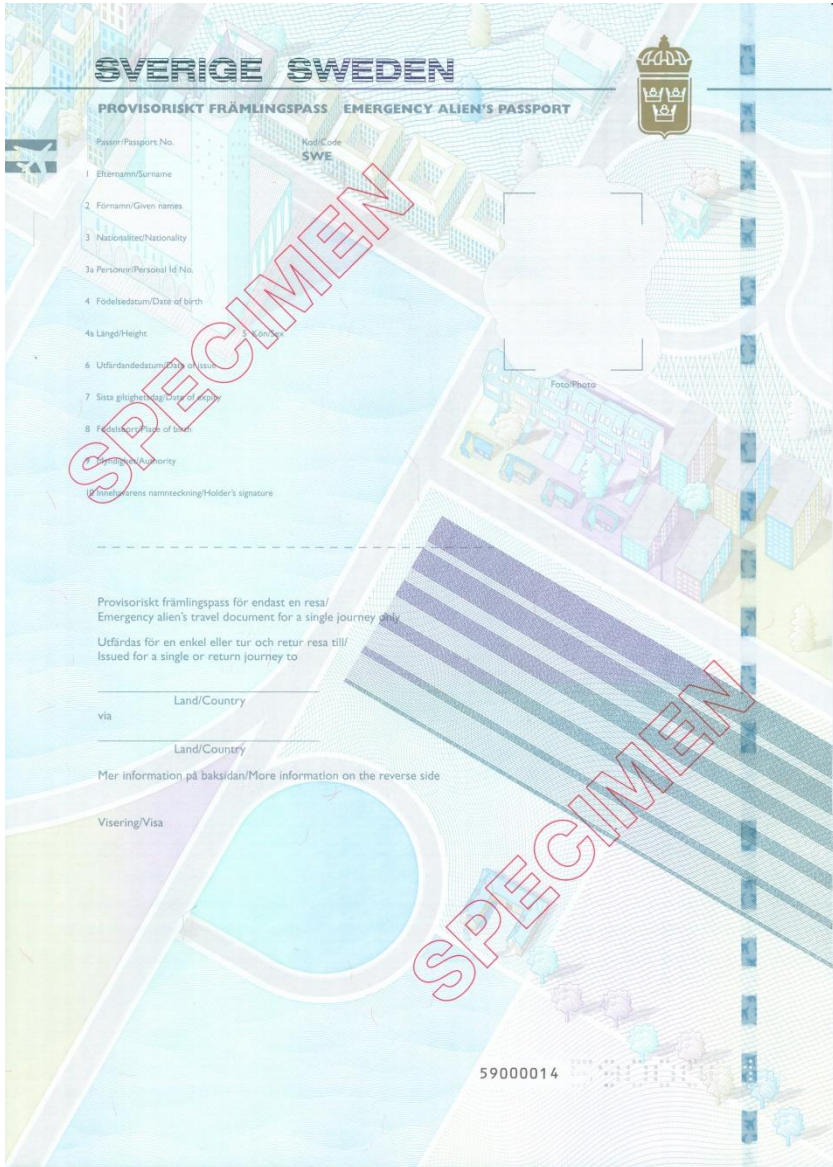 SVERIGE SWEDEN
PROVISORISKT FRÄMLINGSPASS EMERGENCY ALIEN'S PASSPORT
Passnr/Passport No. Kod/Code
SWE
1 Efternamn/Surname
2 Förnamn/Given names
3 Nationalitet/Nationality
3a Personnr/Personal Id No.
4 Födelsedatum/Date of birth
4a Längd/Height 5 Kön/Sex
6 Utfärdandedatum/Date of issue
Foto/Photo
7 Sista giltighetsdag/Date of expiry
8 Födelseort/Place of birth
9 Myndighet/Authority
10 Innehavarens namnteckning/Holder's signature
SPECIMEN
Provisoriskt främlingspass för endast en resa/
Emergency alien's travel document for a single journey only
Utfärdas för en enkel eller tur och retur resa till/
Issued for a single or return journey to
Land/Country
via
Land/Country
Mer information på baksidan/More information on the reverse side
Visering/Visa
SPECIMEN
59000014